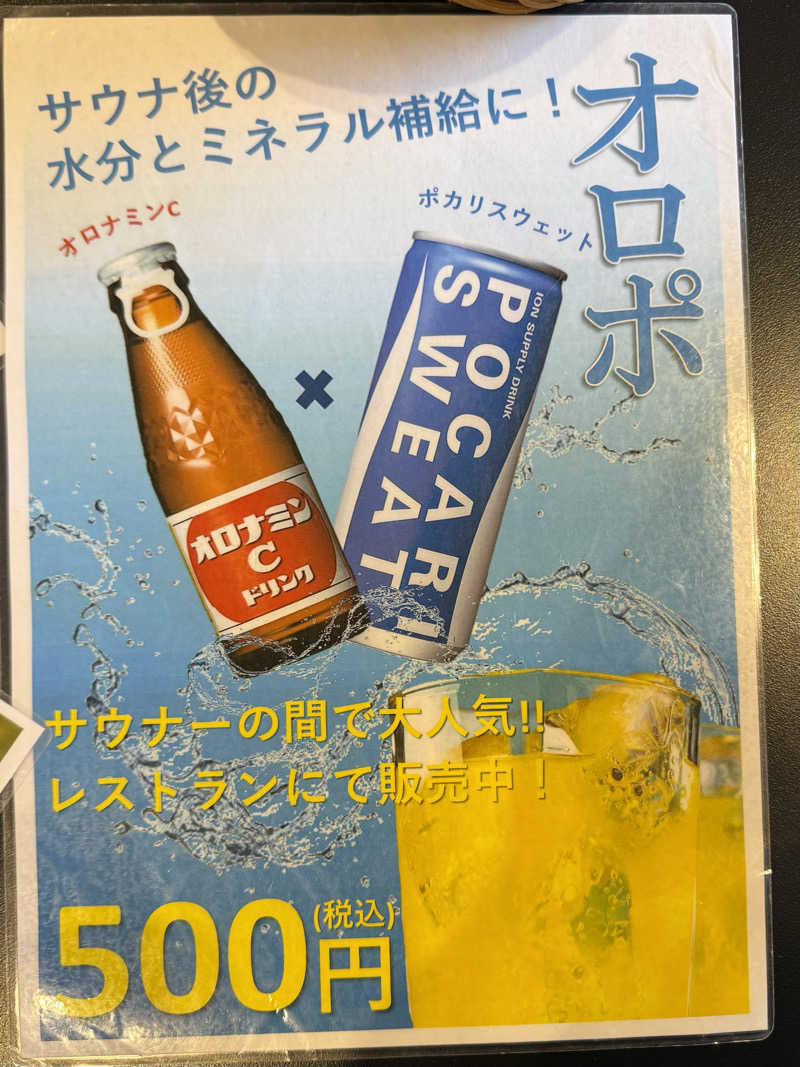 サウナ後の
水分とミネラル補給に！
オロポ
オロナミンC
ポカリスウェット
オロナミン
C
ドリンク
×
ION SUPPLY DRINK
POCARI
SWEAT
サウナーの間で大人気!!
レストランにて販売中！
500円
(税込)